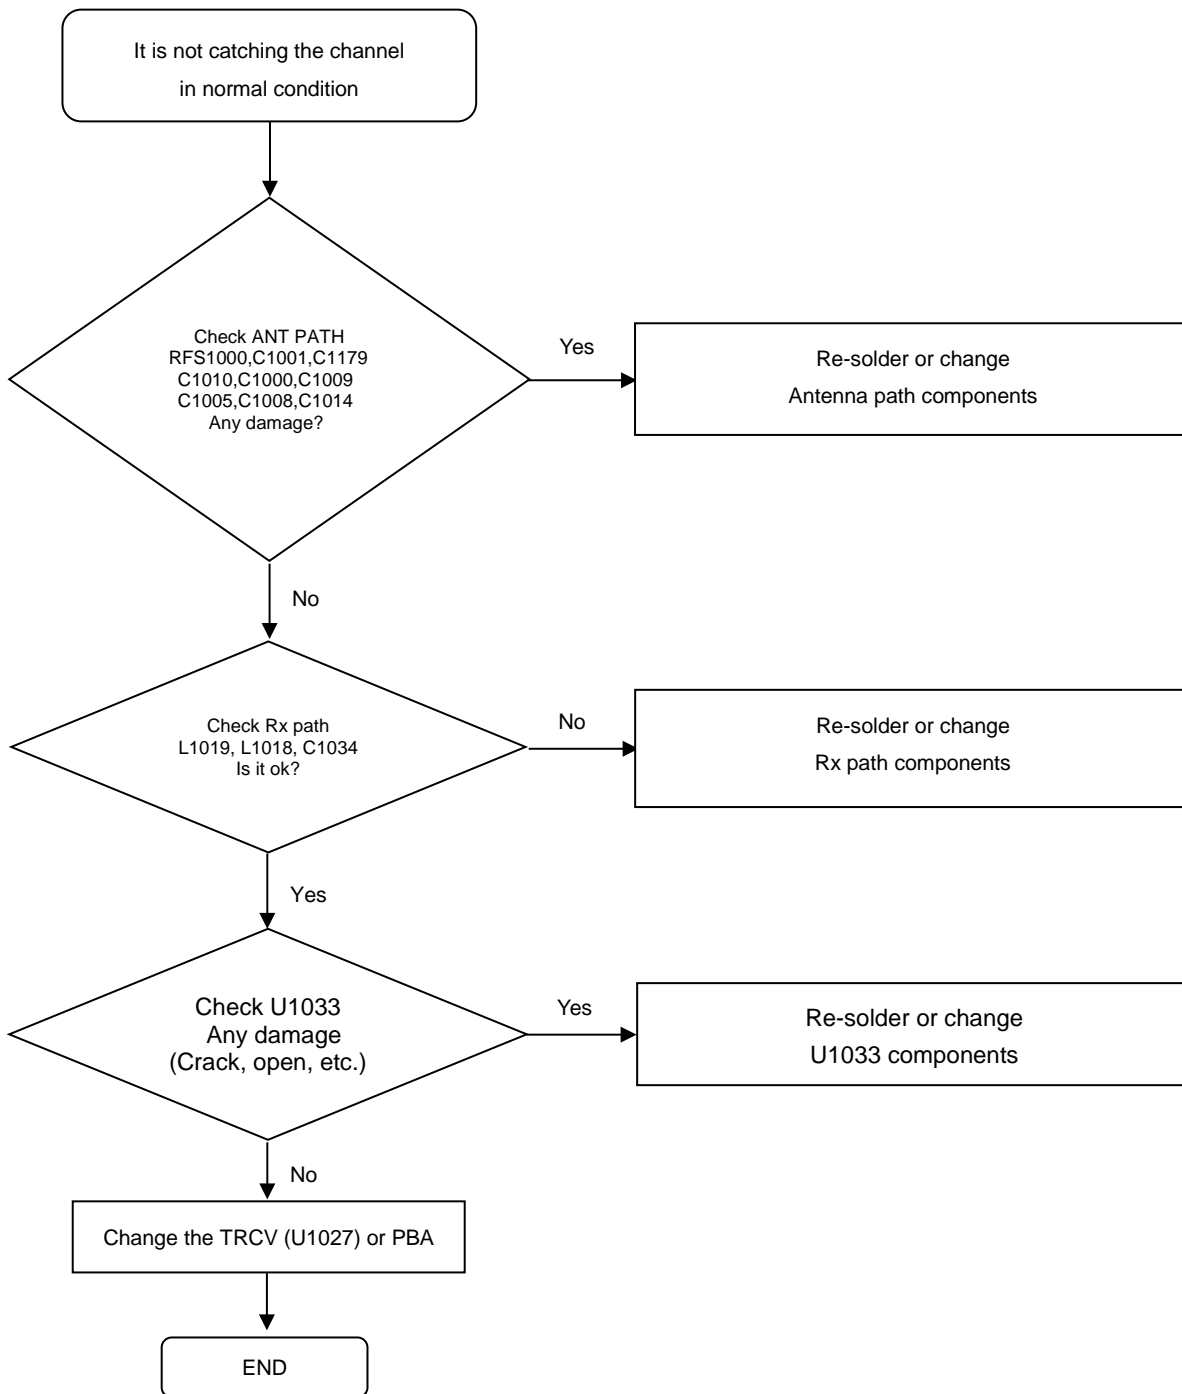 It is not catching the channel
in normal condition
Check ANT PATH
RFS1000,C1001,C1179
C1010,C1000,C1009
C1005,C1008,C1014
Any damage?
Yes
Re-solder or change
Antenna path components
No
Check Rx path
L1019, L1018, C1034
Is it ok?
No
Re-solder or change
Rx path components
Yes
Check U1033
Any damage
(Crack, open, etc.)
Yes
Re-solder or change
U1033 components
No
Change the TRCV (U1027) or PBA
END